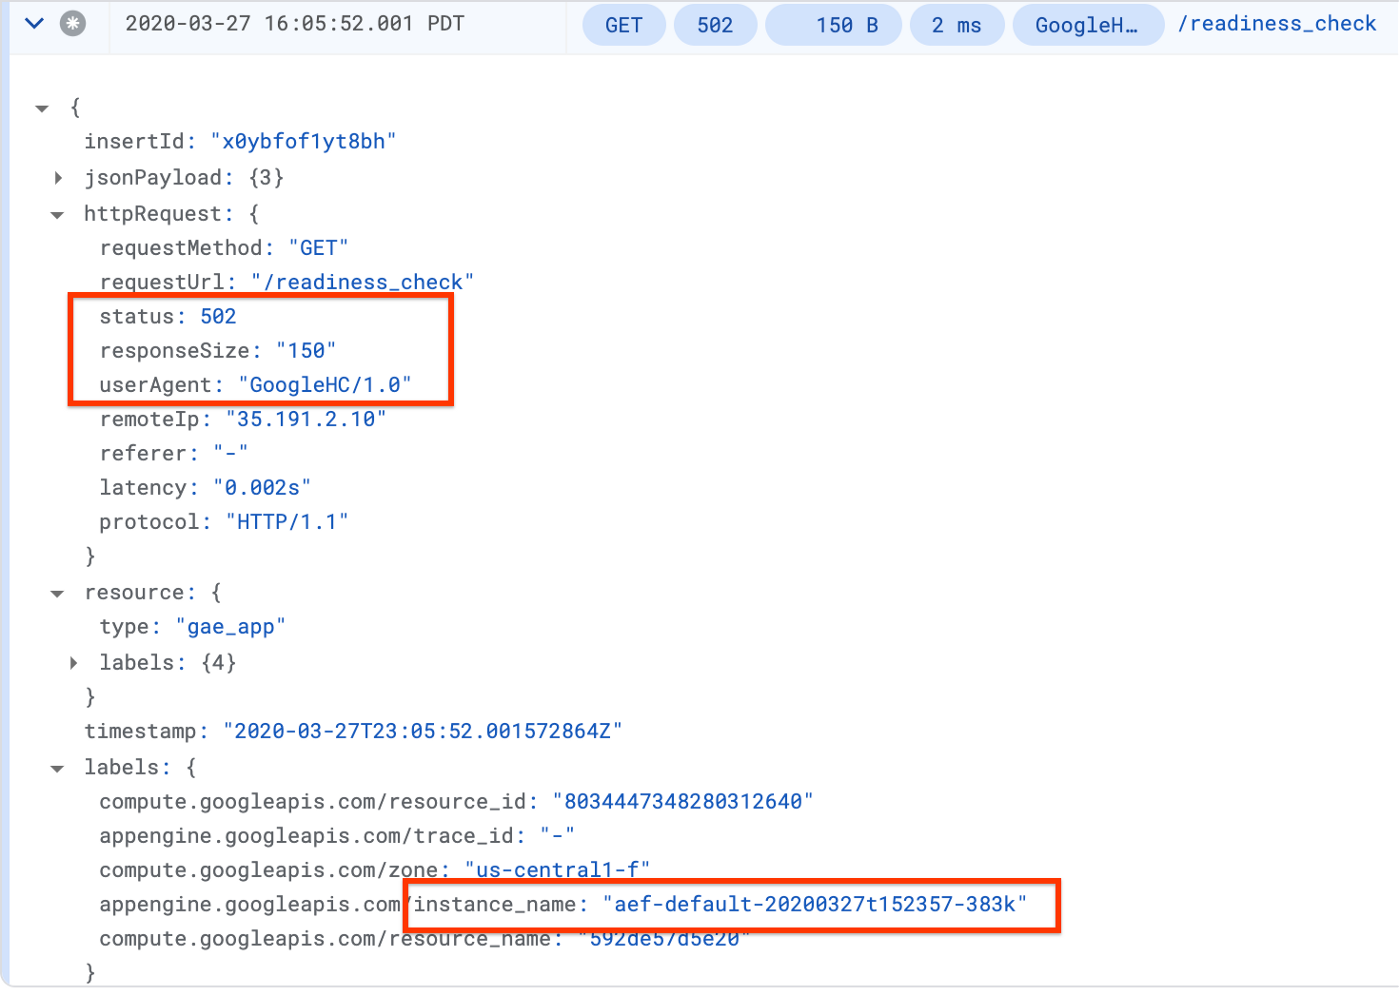 2020-03-27 16:05:52.001 PDT GET 502 150 B 2 ms GoogleH… /readiness_check
{
insertId: "x0ybfof1yt8bh"
jsonPayload: {3}
httpRequest: {
requestMethod: "GET"
requestUrl: "/readiness_check"
status: 502
responseSize: "150"
userAgent: "GoogleHC/1.0"
remoteIp: "35.191.2.10"
referer: "-"
latency: "0.002s"
protocol: "HTTP/1.1"
}
resource: {
type: "gae_app"
labels: {4}
}
timestamp: "2020-03-27T23:05:52.001572864Z"
labels: {
compute.googleapis.com/resource_id: "8034447348280312640"
appengine.googleapis.com/trace_id: "-"
compute.googleapis.com/zone: "us-central1-f"
appengine.googleapis.com/instance_name: "aef-default-20200327t152357-383k"
compute.googleapis.com/resource_name: "592de57d5e20"
}